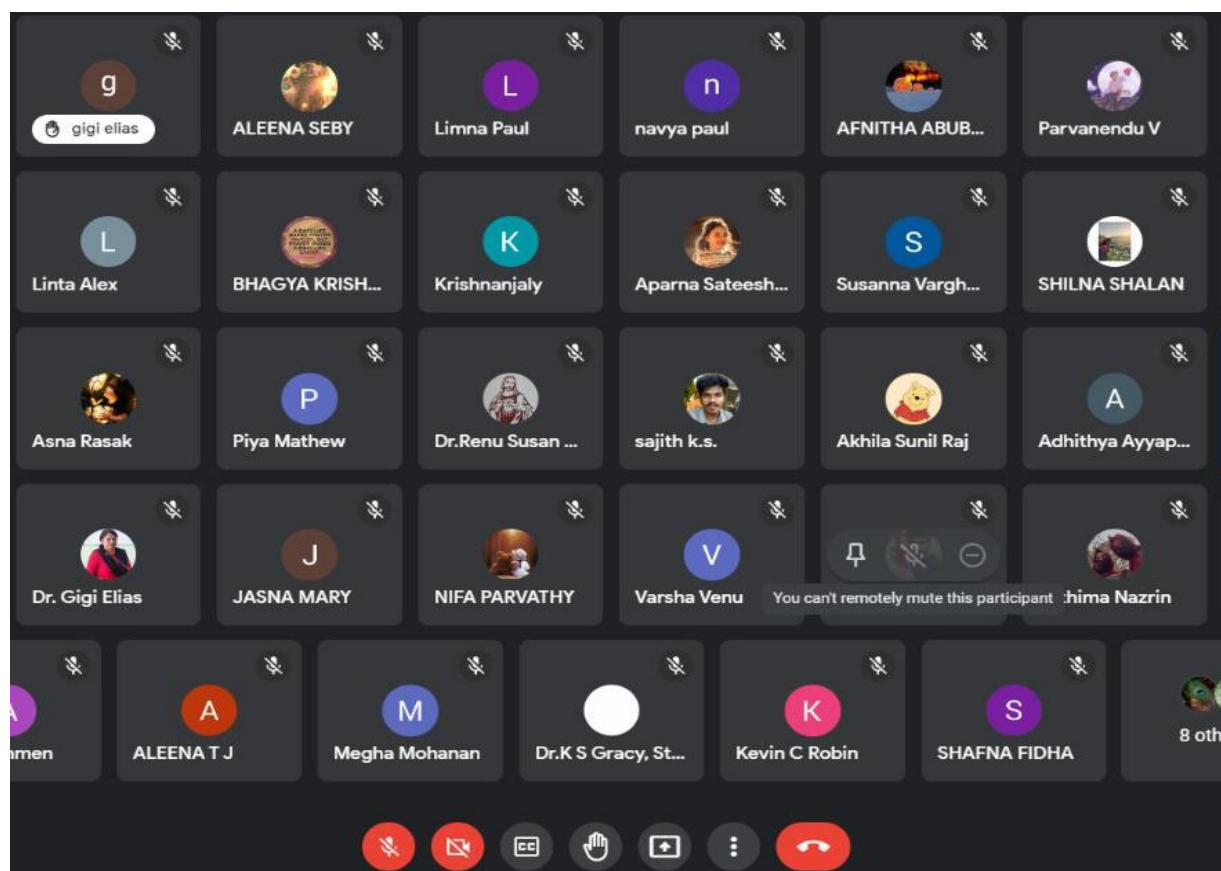 g
gigi elias
ALEENA SEBY
L
Limna Paul
n
navya paul
AFNITHA ABUB...
Parvanendu V
L
Linta Alex
BHAGYA KRISH...
K
Krishnanjaly
Aparna Sateesh...
S
Susanna Vargh...
SHILNA SHALAN
Asna Rasak
P
Piya Mathew
Dr.Renu Susan ...
sajith k.s.
Akhila Sunil Raj
A
Adhithya Ayyap...
Dr. Gigi Elias
J
JASNA MARY
NIFA PARVATHY
V
Varsha Venu
You can't remotely mute this participant
:hima Nazrin
A
nmen
A
ALEENA T J
M
Megha Mohanan
Dr.K S Gracy, St...
K
Kevin C Robin
S
SHAFNA FIDHA
8 oth
CC